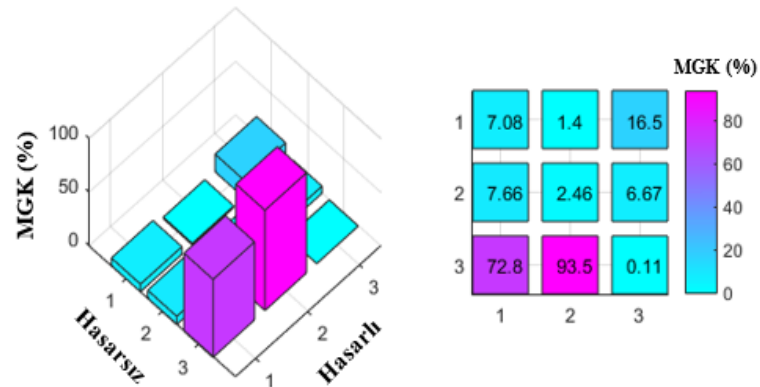 MGK (%)
100
50
0
1
2
3
Hasarsız
1
2
3
Hasarlı
MGK (%)
1 7.08 1.4 16.5
2 7.66 2.46 6.67
3 72.8 93.5 0.11
1 2 3
80
60
40
20
0